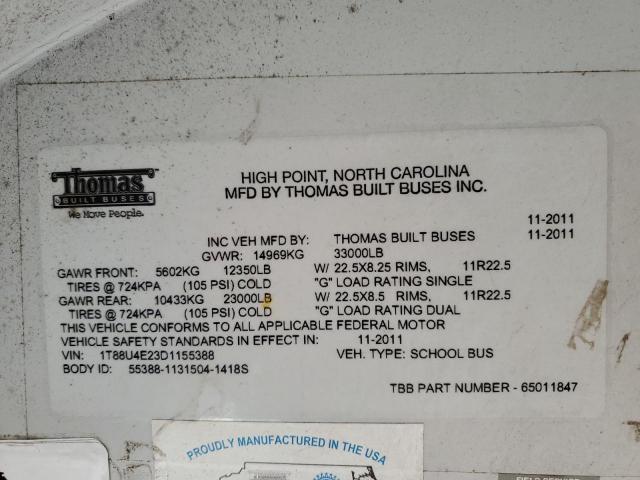 Thomas
BUILT BUSES
We Move People.
HIGH POINT, NORTH CAROLINA
MFD BY THOMAS BUILT BUSES INC.
11-2011
INC VEH MFD BY: THOMAS BUILT BUSES 11-2011
GVWR: 14969KG 33000LB
GAWR FRONT: 5602KG 12350LB W/ 22.5X8.25 RIMS, 11R22.5
TIRES @ 724KPA (105 PSI) COLD "G" LOAD RATING SINGLE
GAWR REAR: 10433KG 23000LB W/ 22.5X8.5 RIMS, 11R22.5
TIRES @ 724KPA (105 PSI) COLD "G" LOAD RATING DUAL
THIS VEHICLE CONFORMS TO ALL APPLICABLE FEDERAL MOTOR
VEHICLE SAFETY STANDARDS IN EFFECT IN: 11-2011
VIN: 1T88U4E23D1155388 VEH. TYPE: SCHOOL BUS
BODY ID: 55388-1131504-1418S
TBB PART NUMBER - 65011847
PROUDLY MANUFACTURED IN THE USA
FIELD SERVICE